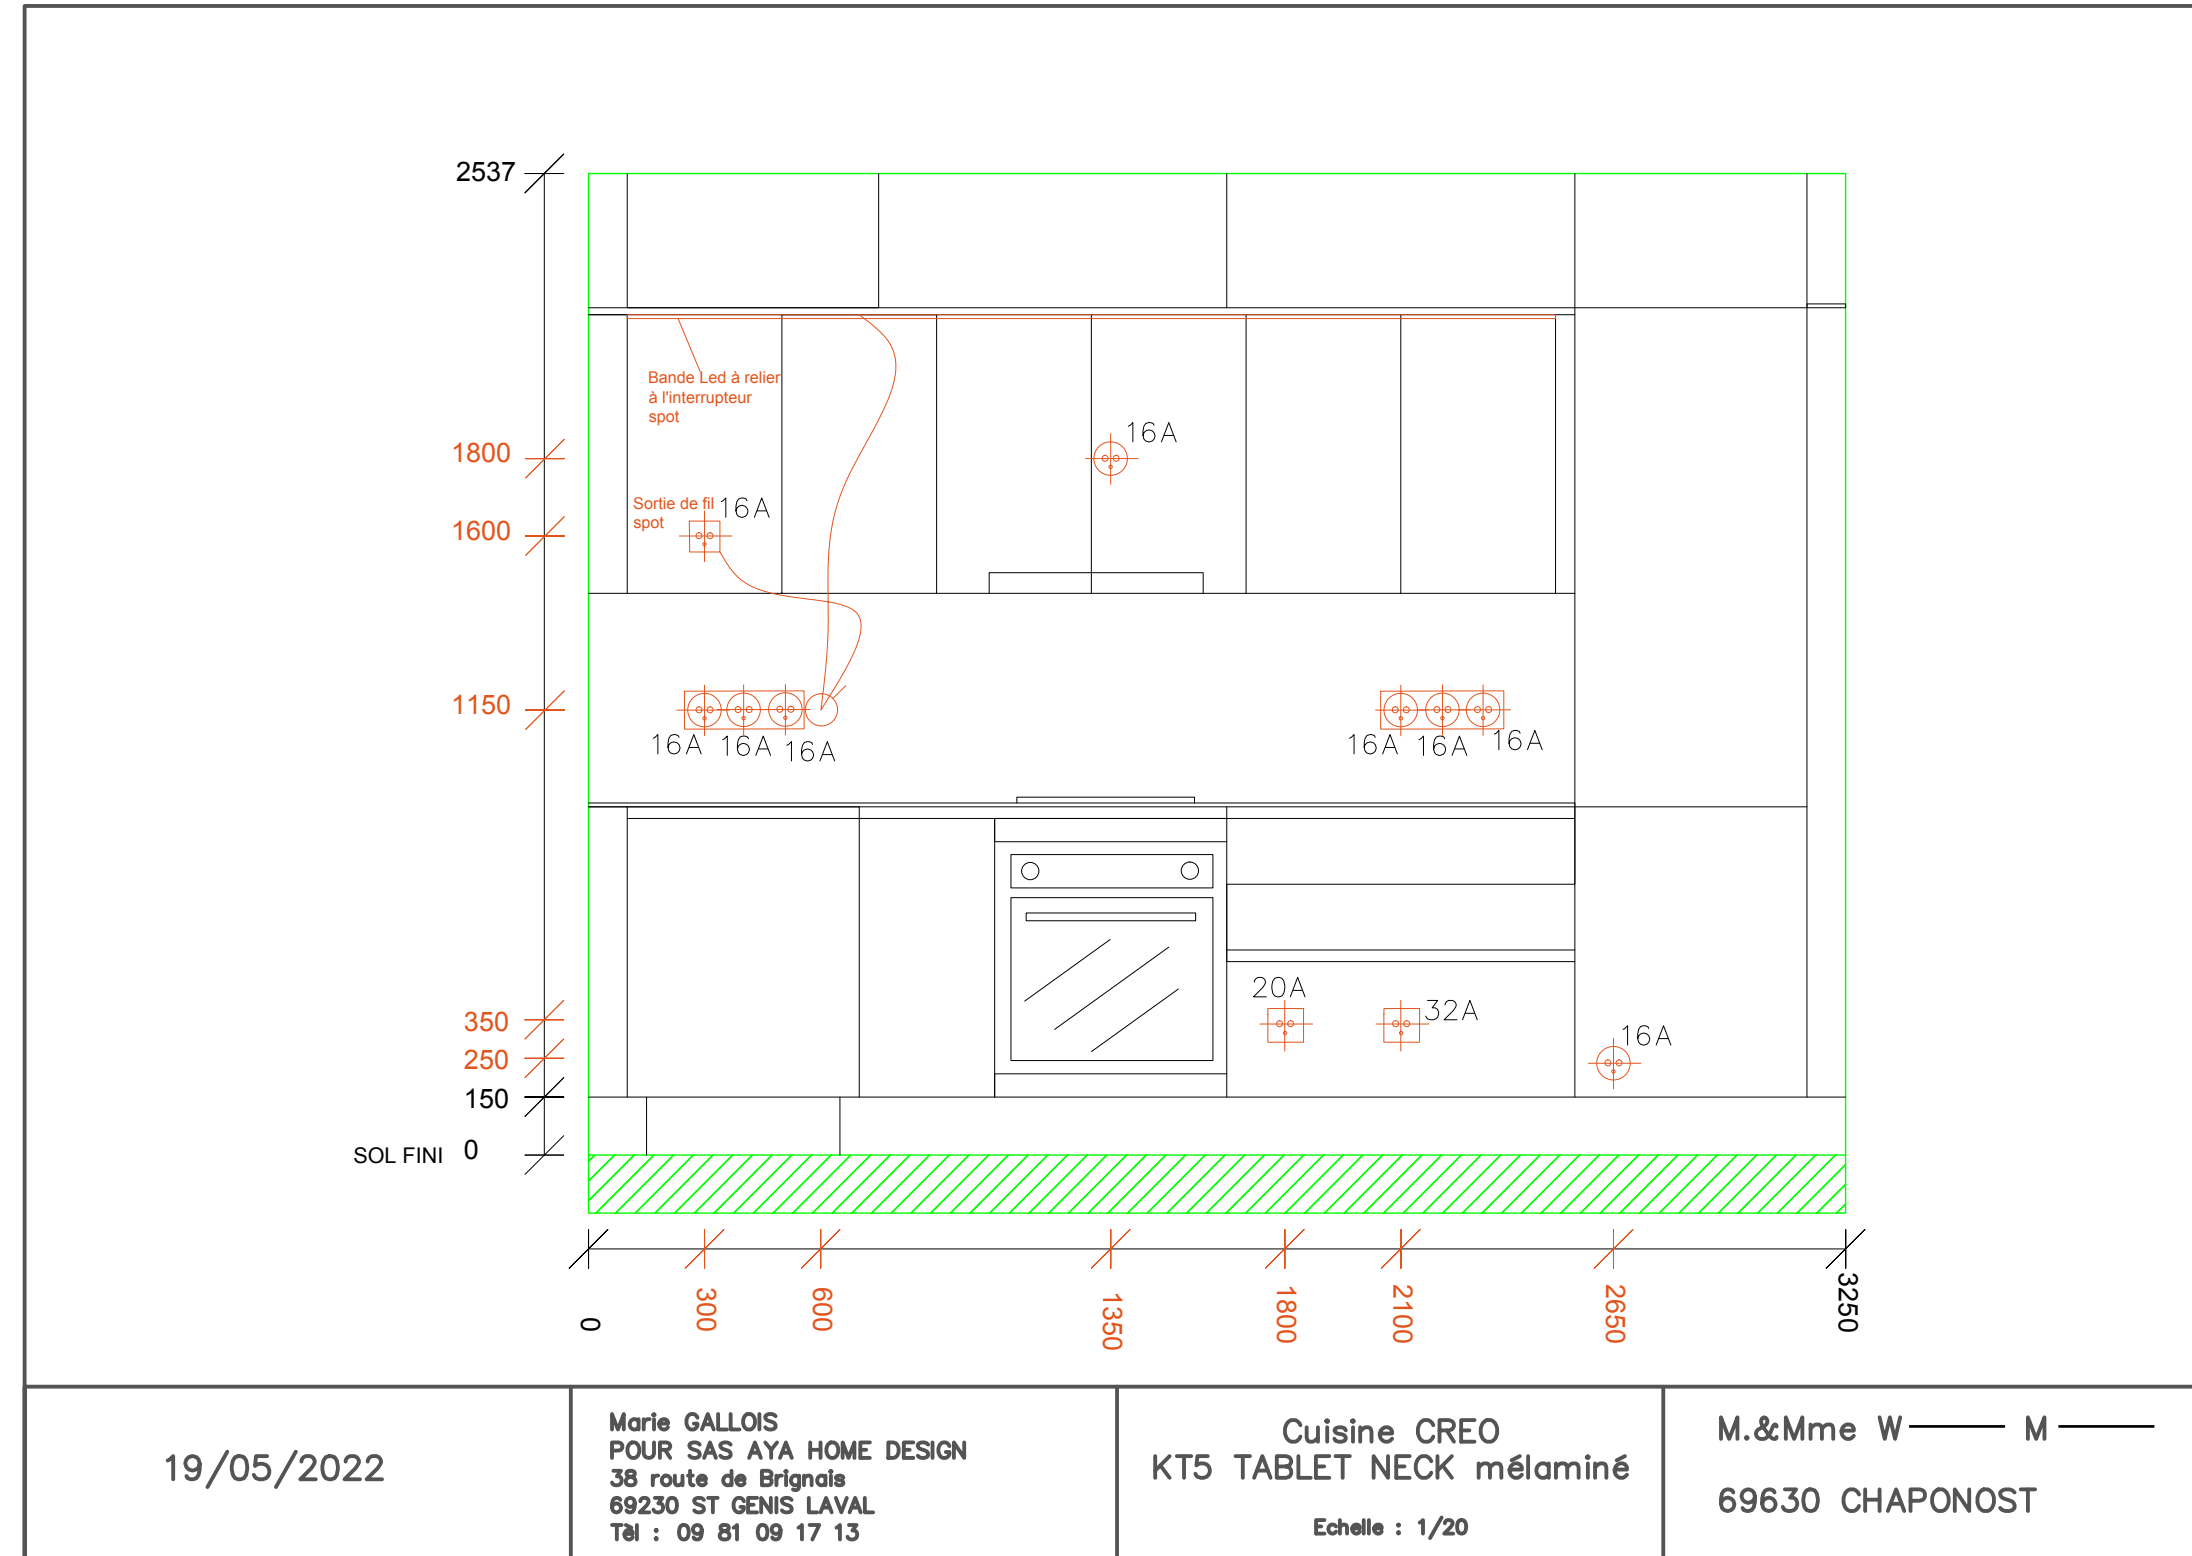 2537
Bande Led à relier
à l'interrupteur
spot
16A
1800
Sortie de fil
spot
16A
1600
1150
16A 16A 16A
16A 16A 16A
20A
32A
350
16A
250
150
SOL FINI 0
0
300
600
1350
1800
2100
2650
3250
19/05/2022
Marie GALLOIS
POUR SAS AYA HOME DESIGN
38 route de Brignais
69230 ST GENIS LAVAL
Tèl : 09 81 09 17 13
Cuisine CREO
KT5 TABLET NECK mélaminé
Echelle : 1/20
M.&Mme W M
69630 CHAPONOST